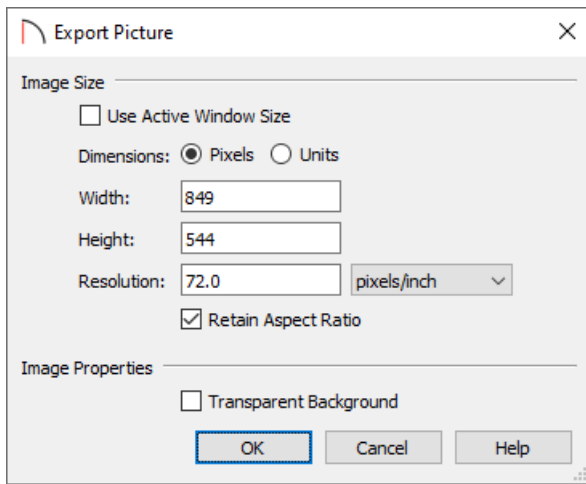 Export Picture
Image Size
Use Active Window Size
Dimensions: Pixels Units
Width: 849
Height: 544
Resolution: 72.0 pixels/inch
Retain Aspect Ratio
Image Properties
Transparent Background
OK Cancel Help